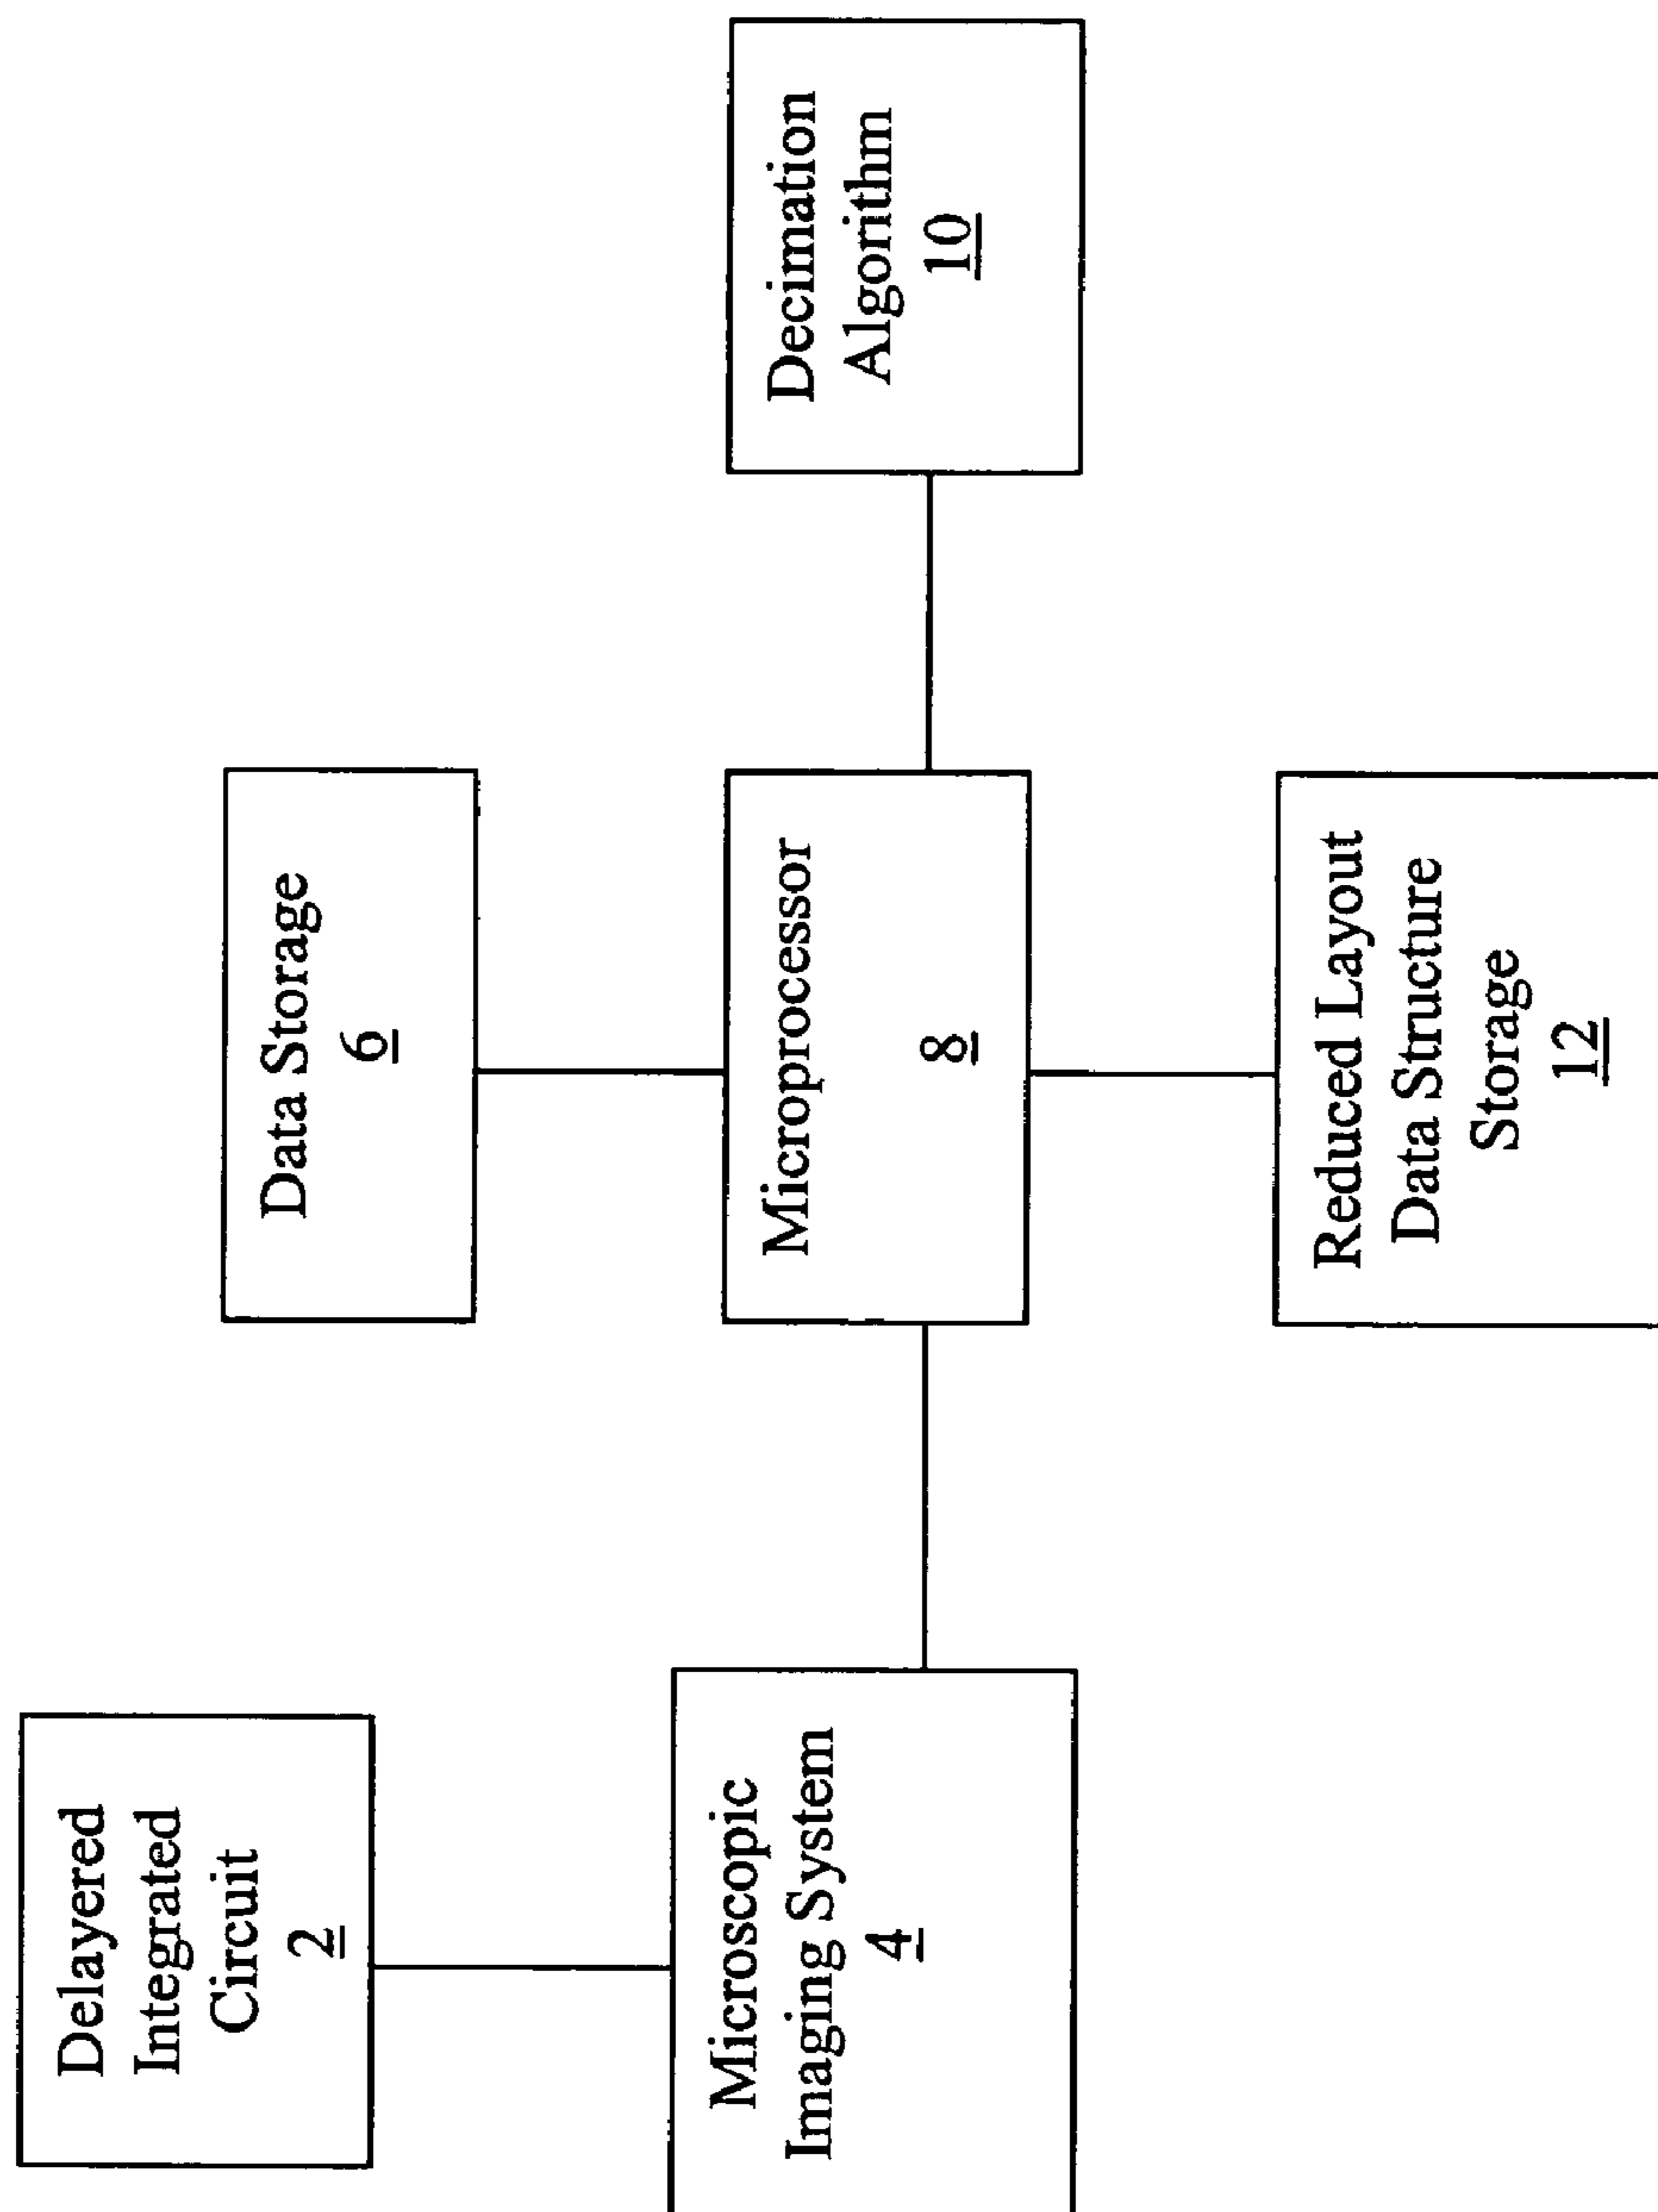 Delayered
Integrated
Circuit
2
Microscopic
Imaging System
4
Data Storage
6
Microprocessor
8
Reduced Layout
Data Structure
Storage
12
Decimation
Algorithm
10